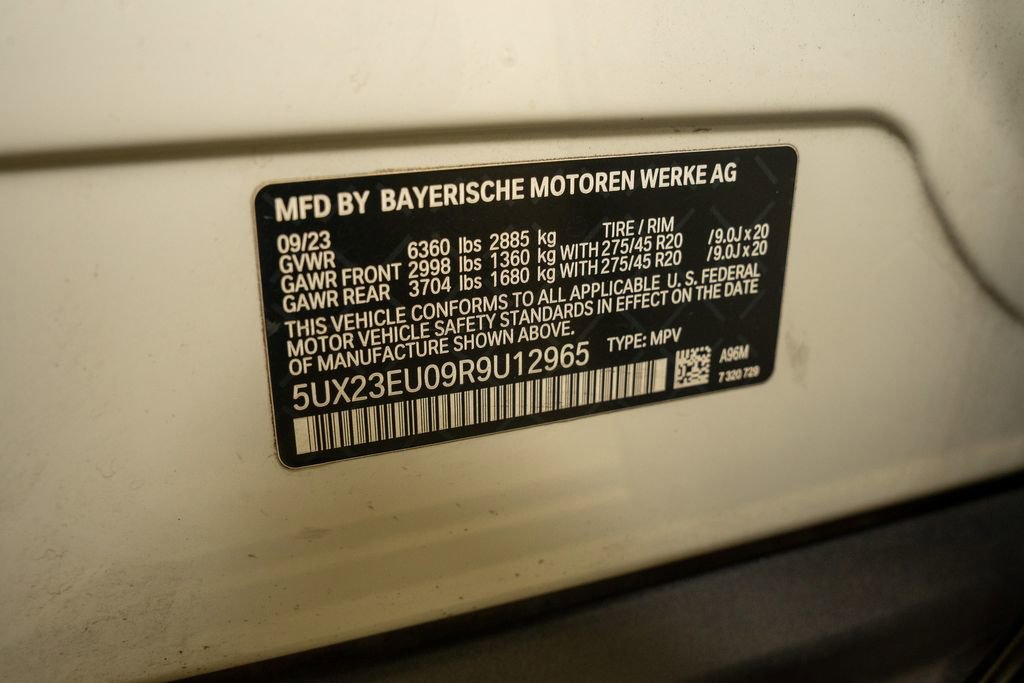 MFD BY BAYERISCHE MOTOREN WERKE AG
09/23 TIRE / RIM
GVWR 6360 lbs 2885 kg
GAWR FRONT 2998 lbs 1360 kg WITH 275/45 R20 /9.0J x 20
GAWR REAR 3704 lbs 1680 kg WITH 275/45 R20 /9.0J x 20
THIS VEHICLE CONFORMS TO ALL APPLICABLE U. S. FEDERAL
MOTOR VEHICLE SAFETY STANDARDS IN EFFECT ON THE DATE
OF MANUFACTURE SHOWN ABOVE.
TYPE: MPV
5UX23EU09R9U12965
A96M
7 320 729